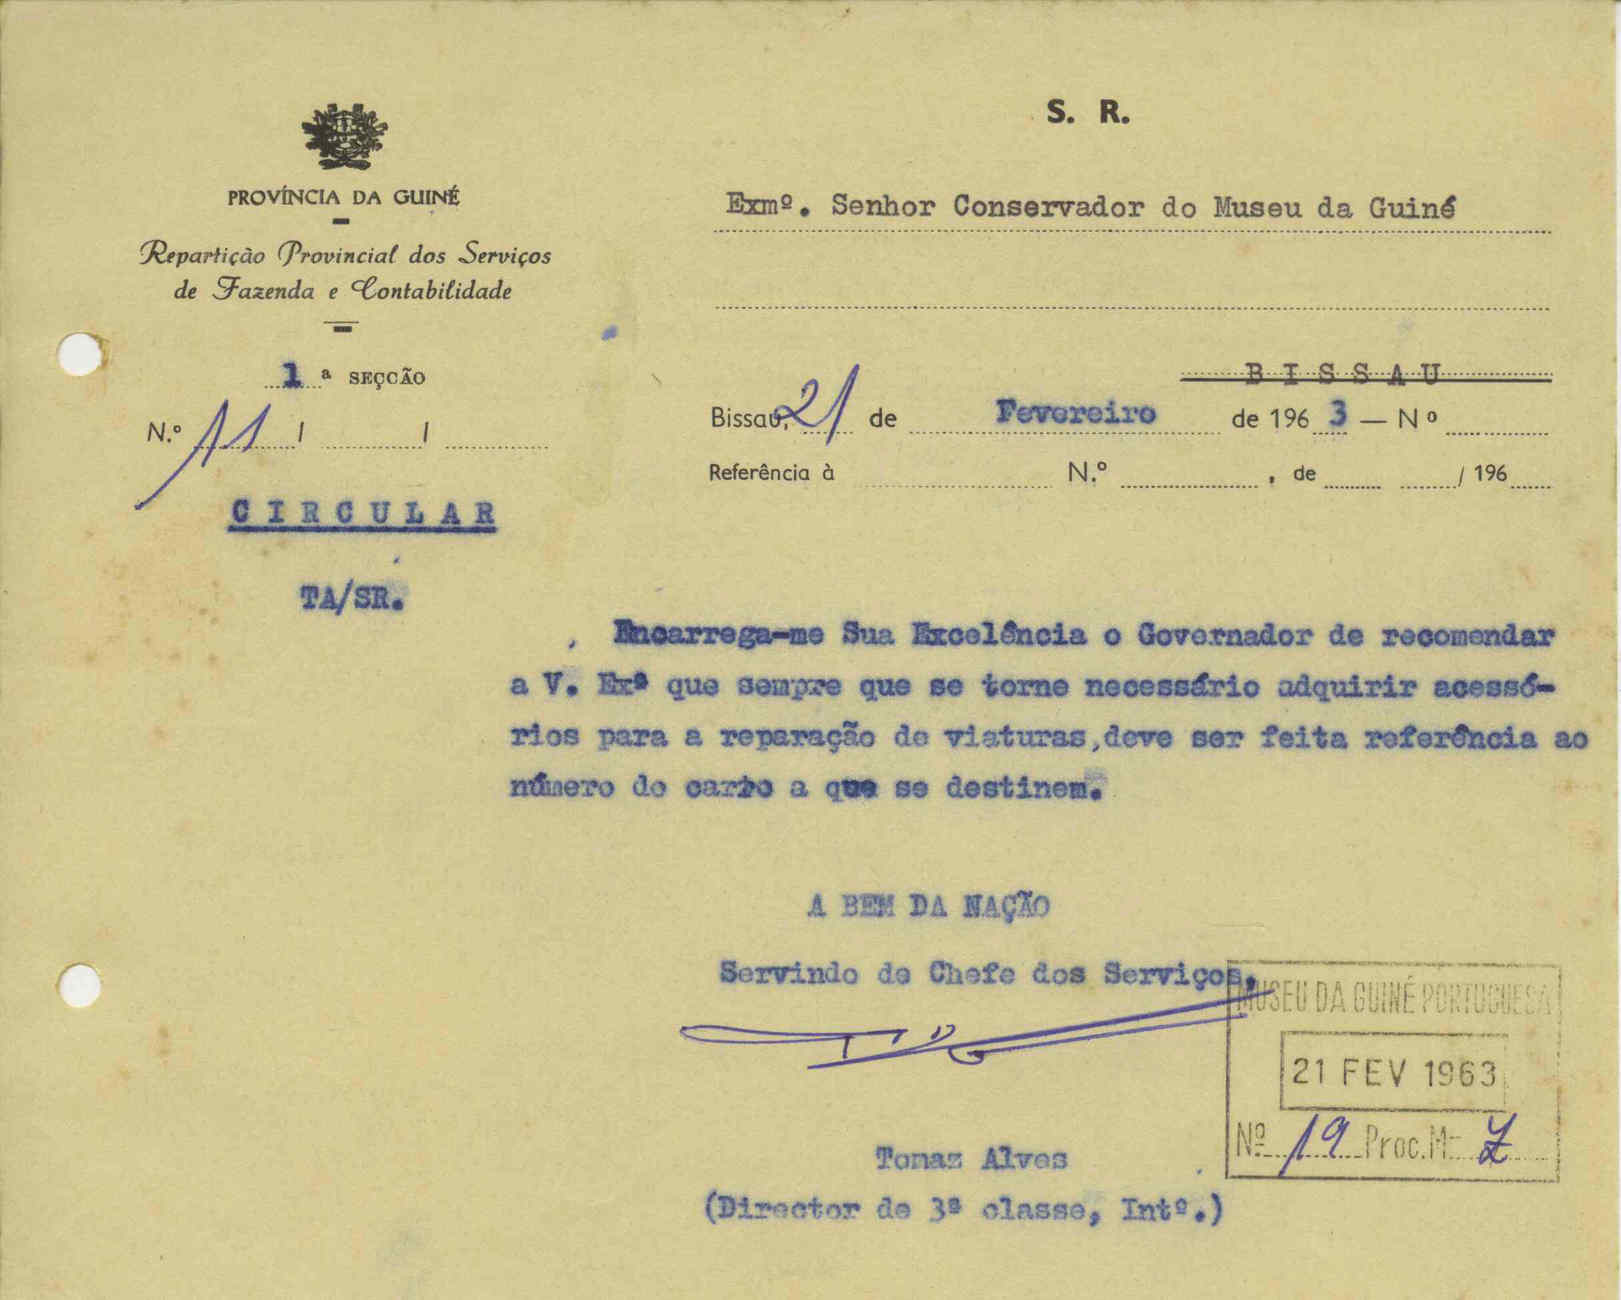 S. R.
PROVÍNCIA DA GUINÉ
Repartição Provincial dos Serviços
de Fazenda e Contabilidade
1ª SEÇCÃO
N.º 11 / /
CIRCULAR
TA/SR.
Exmº. Senhor Conservador do Museu da Guiné
BISSAU
Bissau, 21 de Fevereiro de 1963 — Nº
Referência à N.º , de / 196
Encarrega-me Sua Excelência o Governador de recomendar
a V. Exª que sempre que se torne necessário adquirir acessó-
rios para a reparação de viaturas,deve ser feita referência ao
número do carro a que se destinem.
A BEM DA NAÇÃO
Servindo de Chefe dos Serviços,
Tomaz Alves
(Director de 3ª classe, Intº.)
MUSEU DA GUINÉ PORTUGUESA
21 FEV 1963
Nº 19 Proc. M- Z